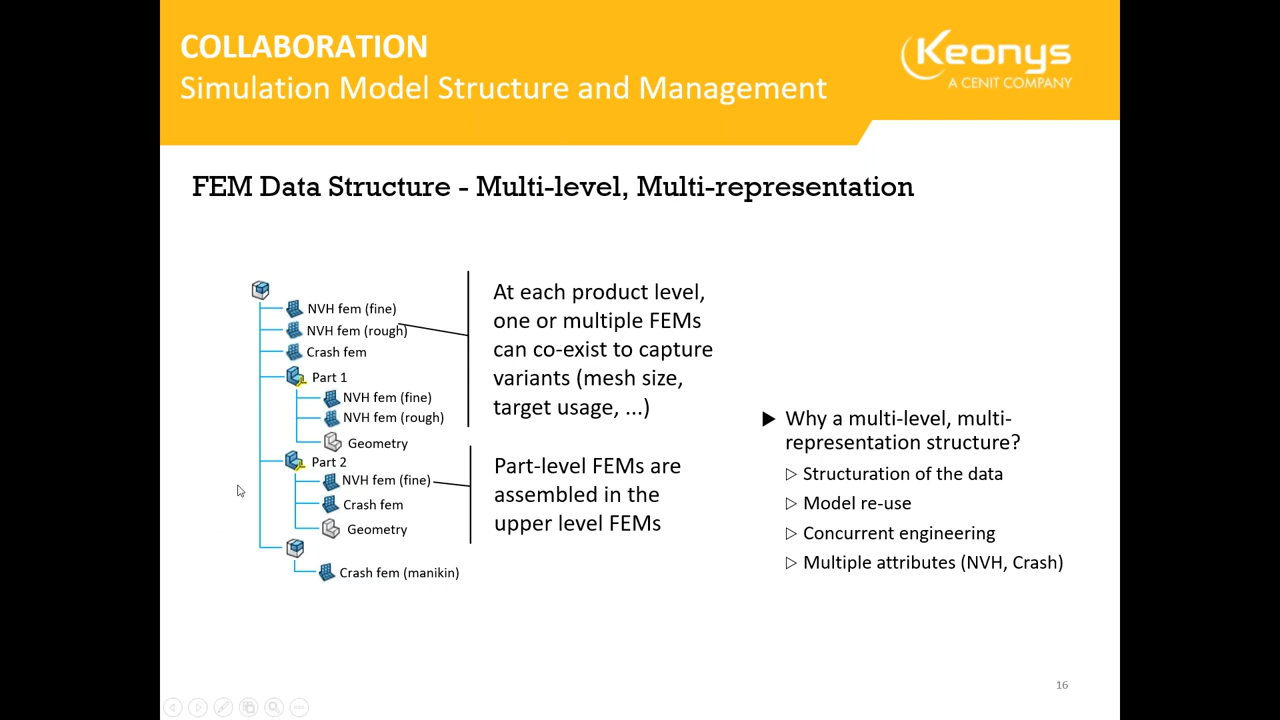 COLLABORATION
Simulation Model Structure and Management
Keonys
A CENIT COMPANY
FEM Data Structure - Multi-level, Multi-representation
NVH fem (fine)
NVH fem (rough)
Crash fem
Part 1
NVH fem (fine)
NVH fem (rough)
Geometry
Part 2
NVH fem (fine)
Crash fem
Geometry
Crash fem (manikin)
At each product level,
one or multiple FEMs
can co-exist to capture
variants (mesh size,
target usage, ...)
Part-level FEMs are
assembled in the
upper level FEMs
Why a multi-level, multi-
representation structure?
Structuration of the data
Model re-use
Concurrent engineering
Multiple attributes (NVH, Crash)
16